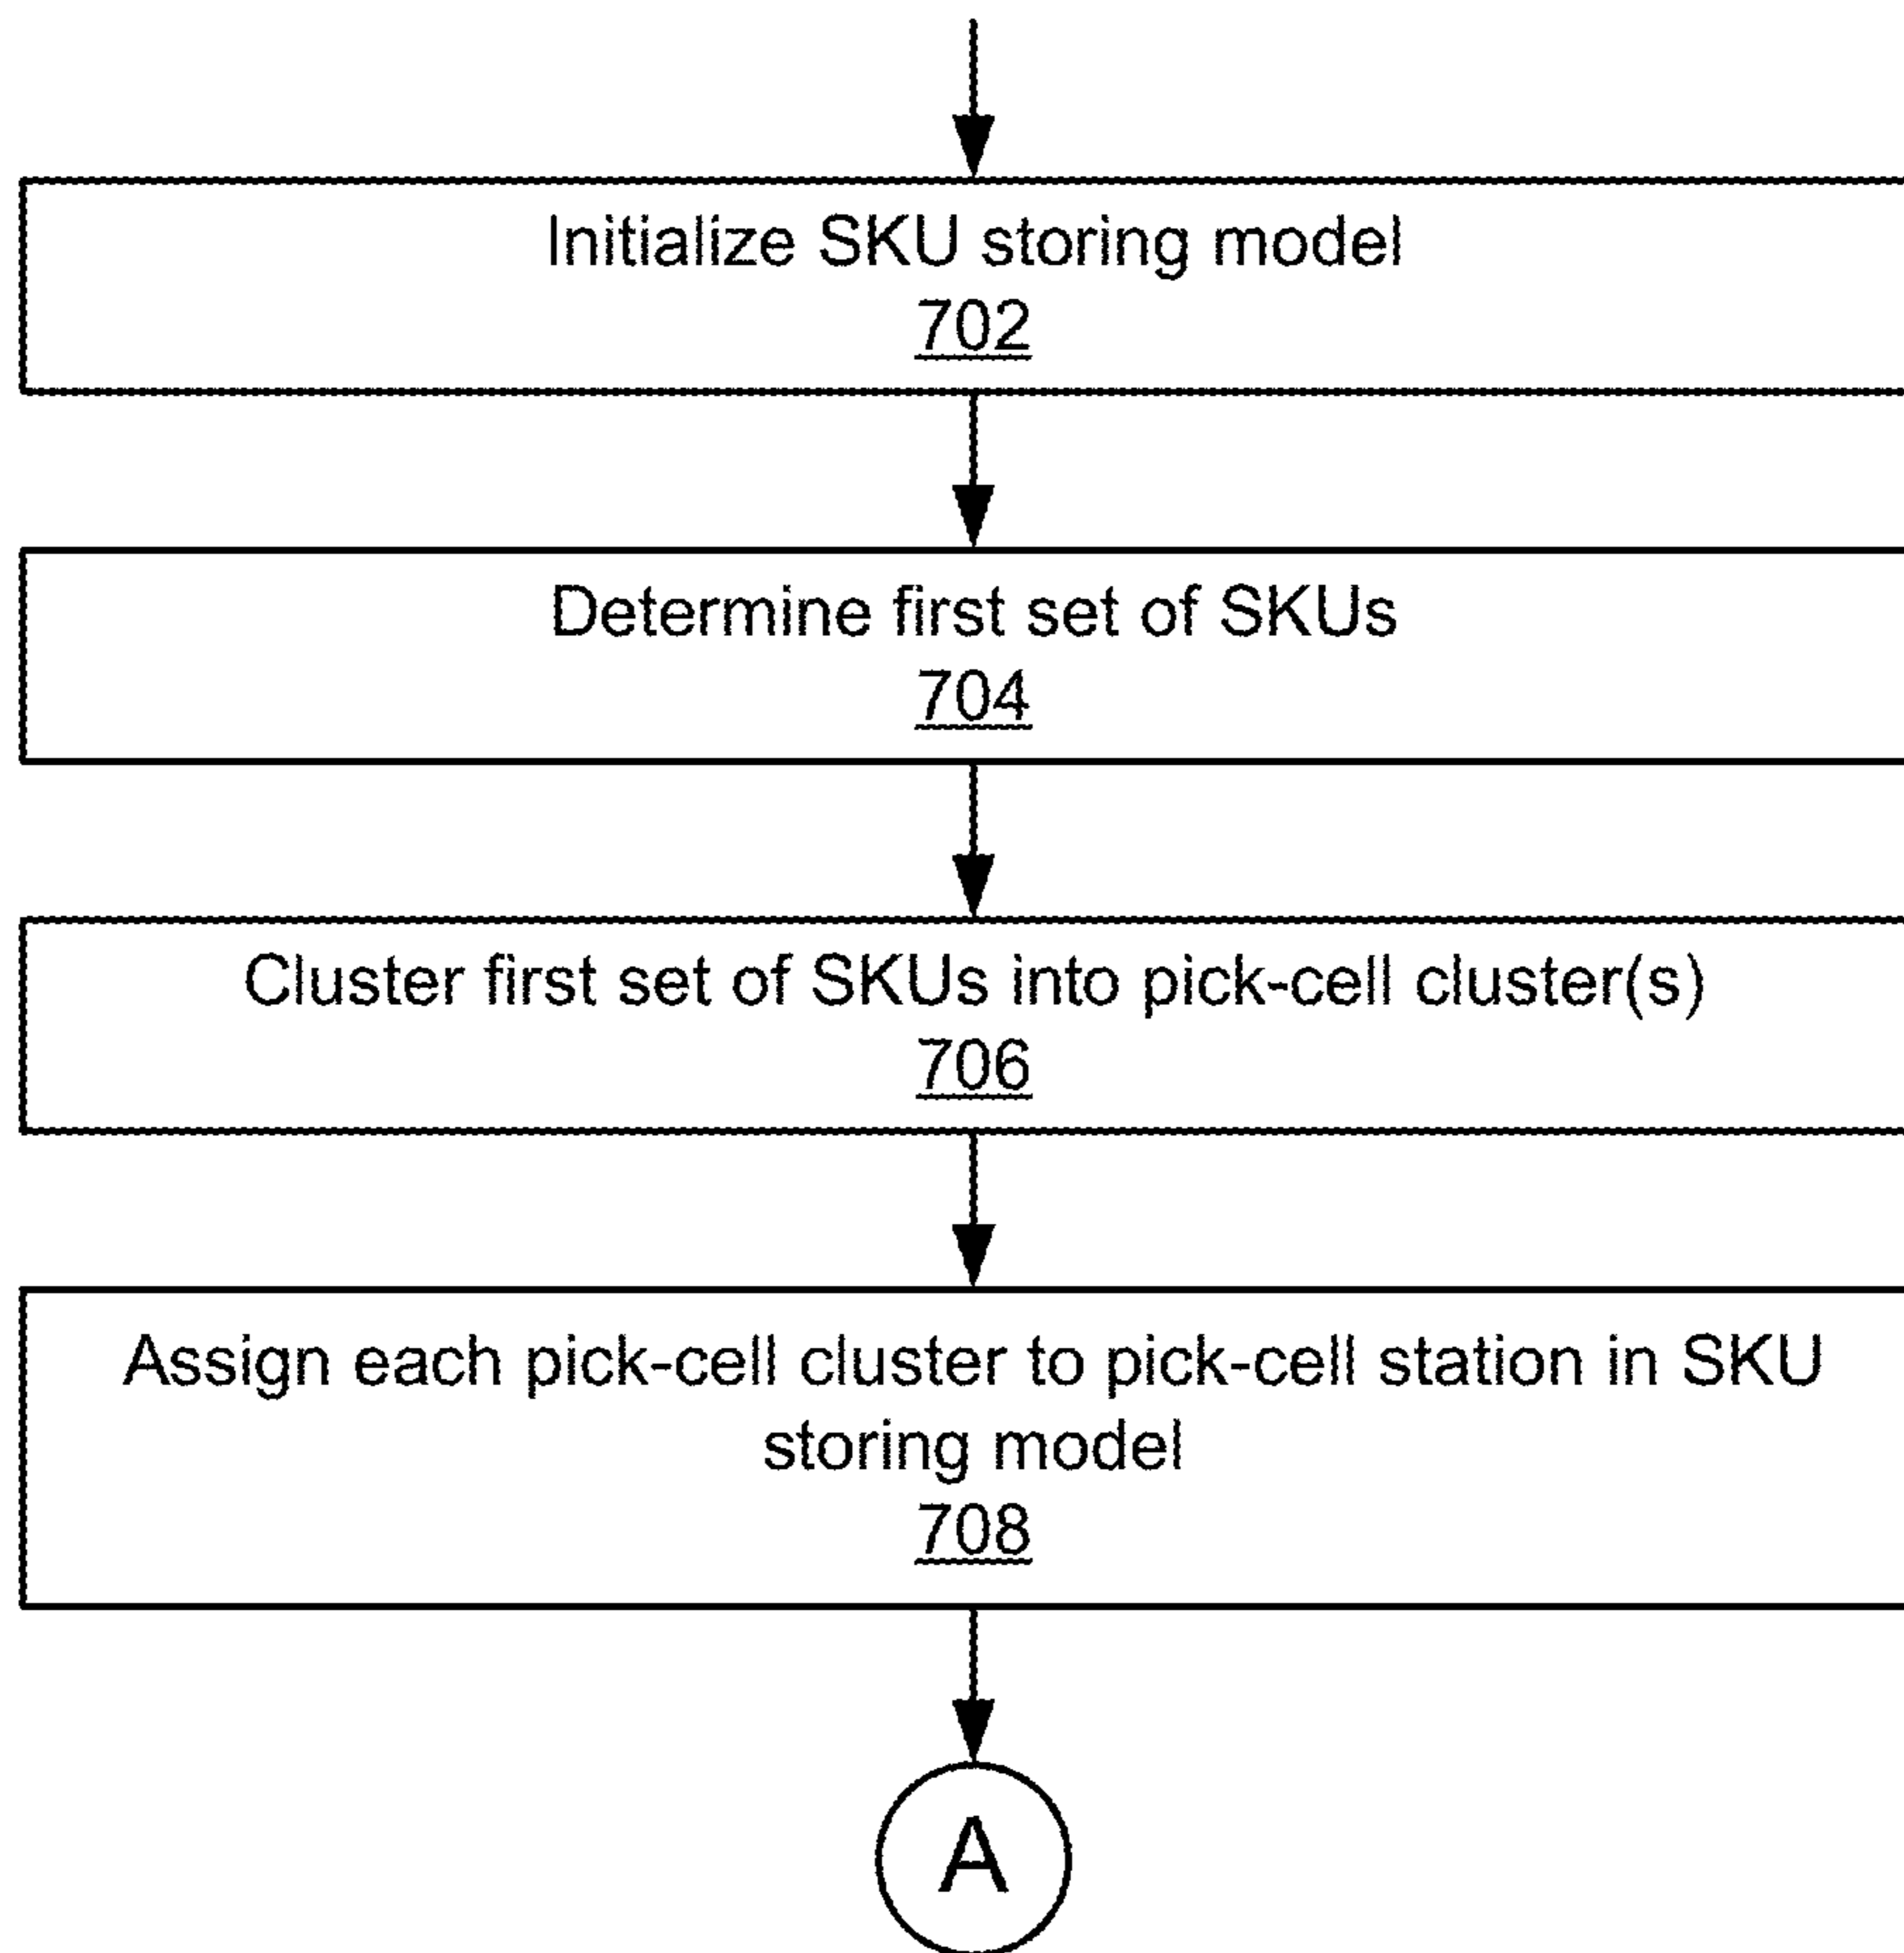 Initialize SKU storing model
702
Determine first set of SKUs
704
Cluster first set of SKUs into pick-cell cluster(s)
706
Assign each pick-cell cluster to pick-cell station in SKU
storing model
708
A